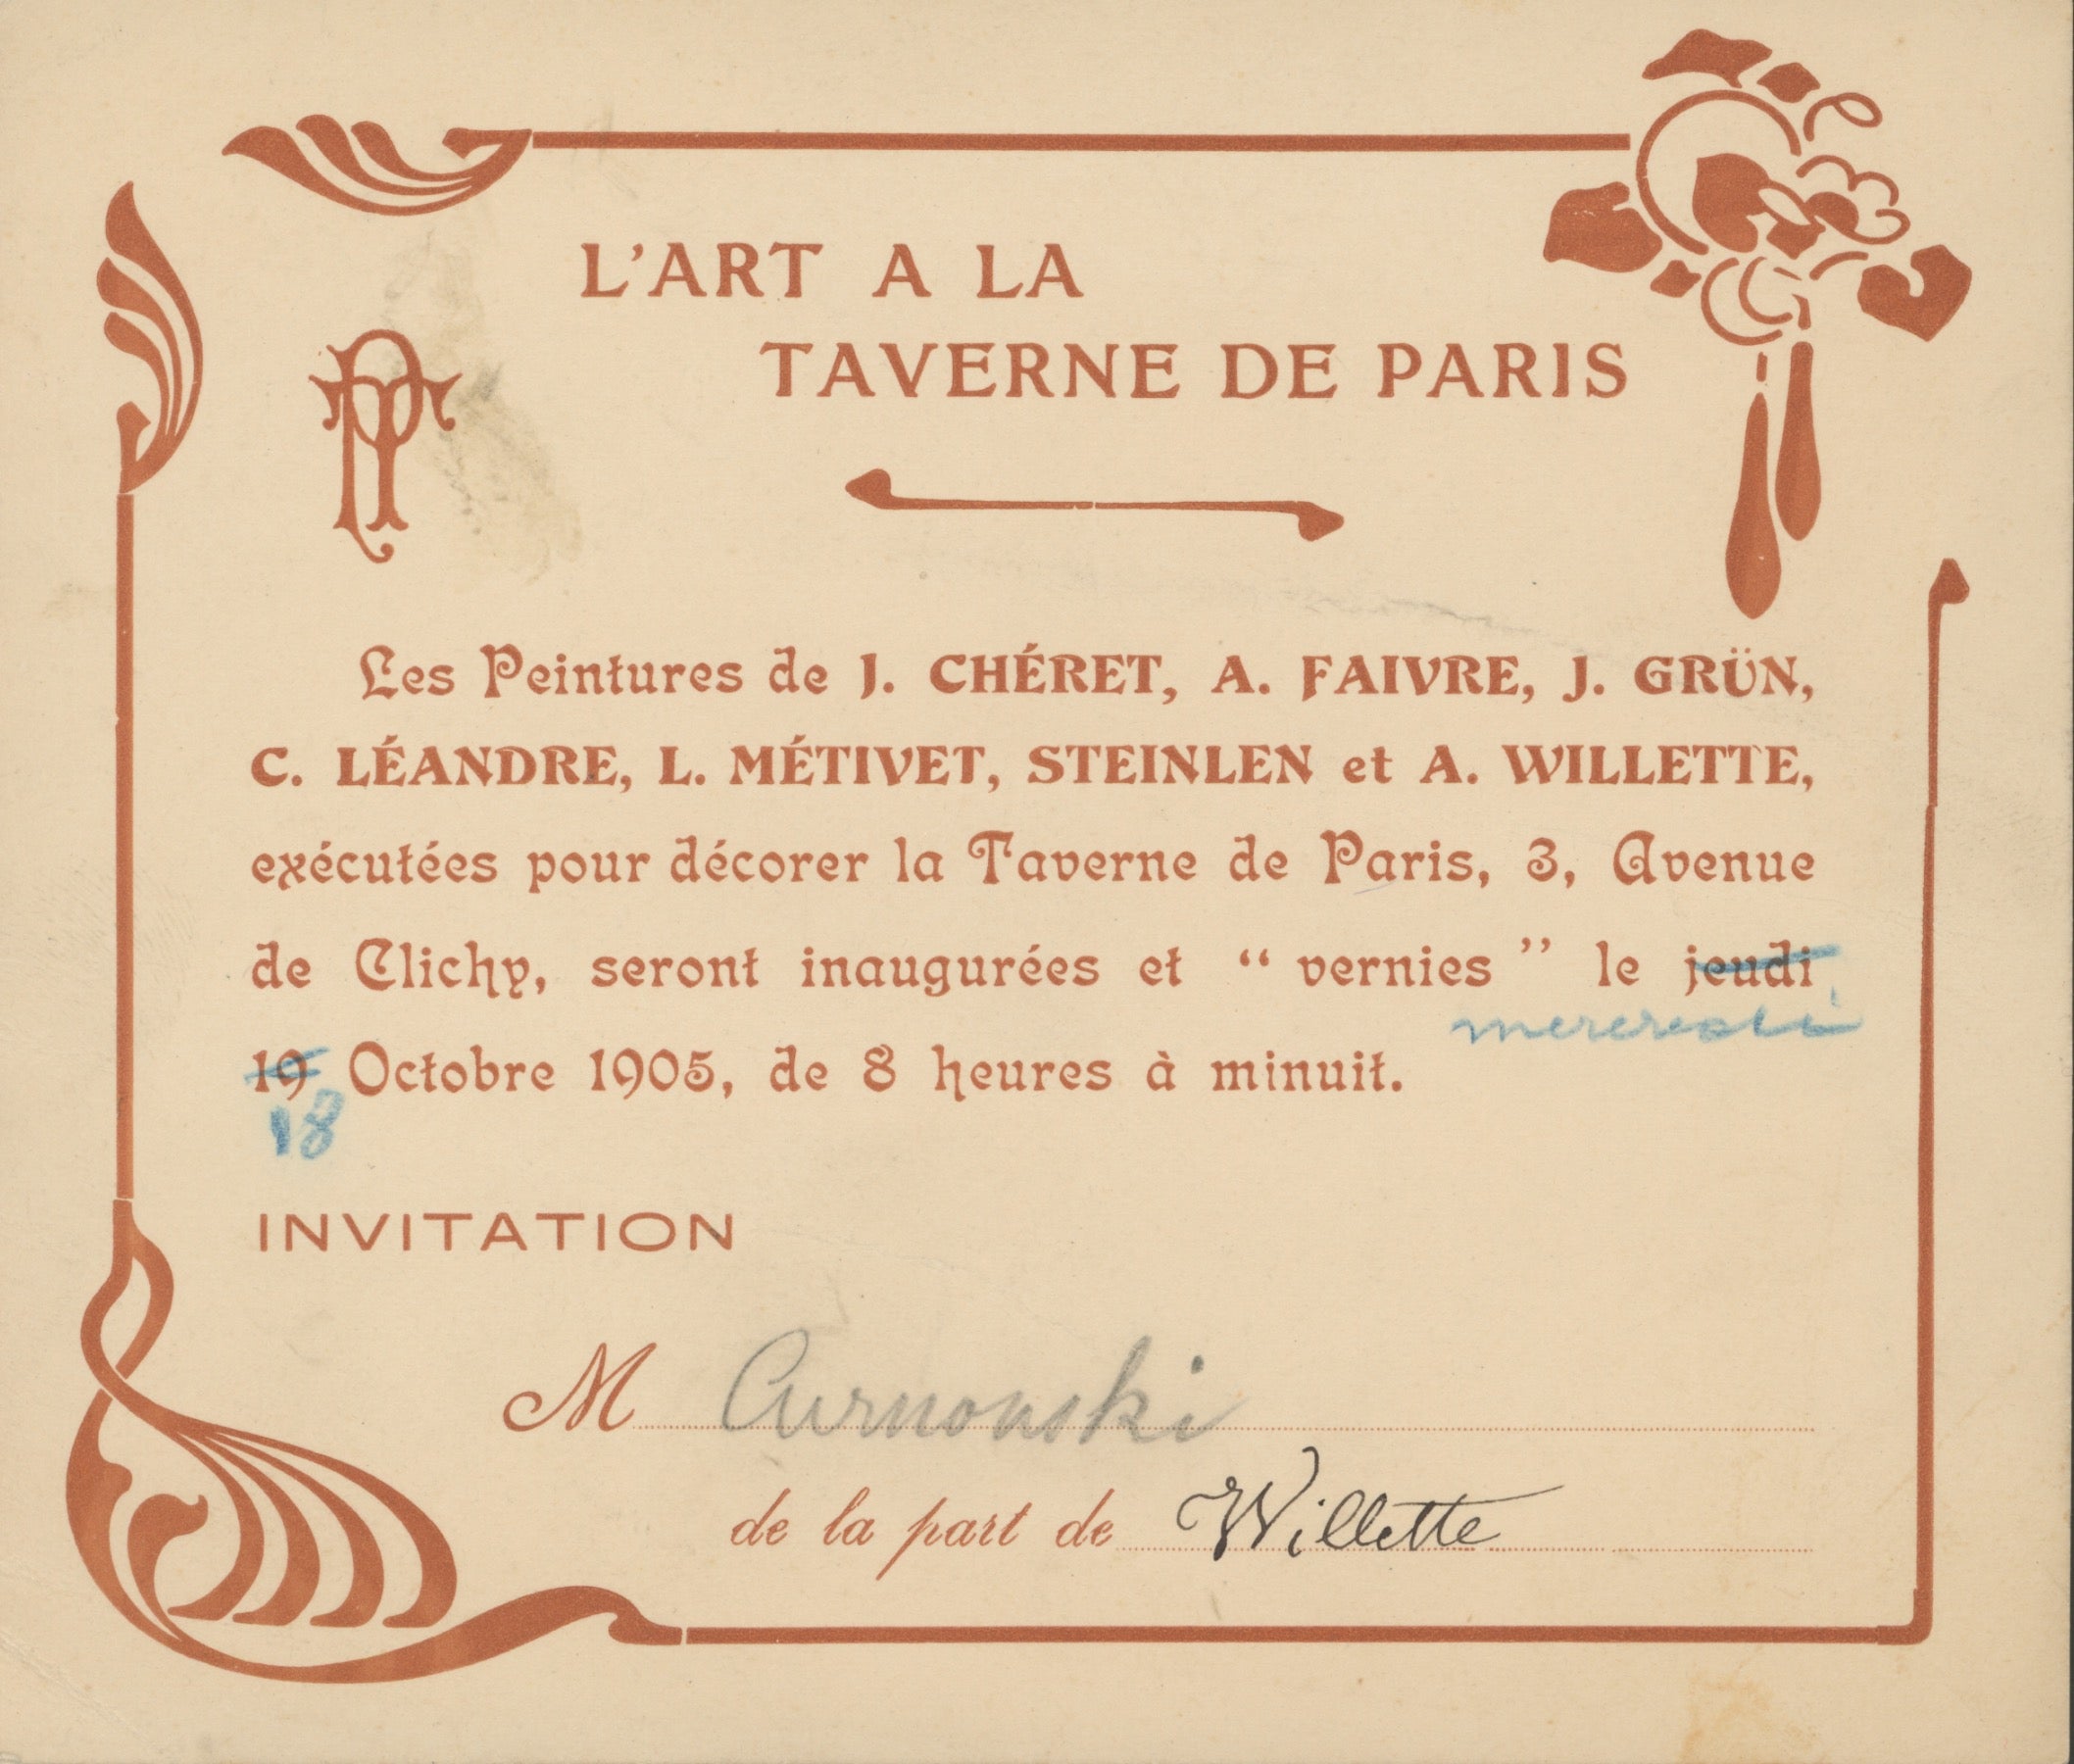 L'ART A LA
TAVERNE DE PARIS
TP
Les Peintures de J. CHÉRET, A. FAIVRE, J. GRÜN,
C. LÉANDRE, L. MÉTIVET, STEINLEN et A. WILLETTE,
exécutées pour décorer la Taverne de Paris, 3, Avenue
de Clichy, seront inaugurées et “ vernies ” le jeudi
mercredi
19 Octobre 1905, de 8 heures à minuit.
18
INVITATION
M Curnonski
de la part de Willette